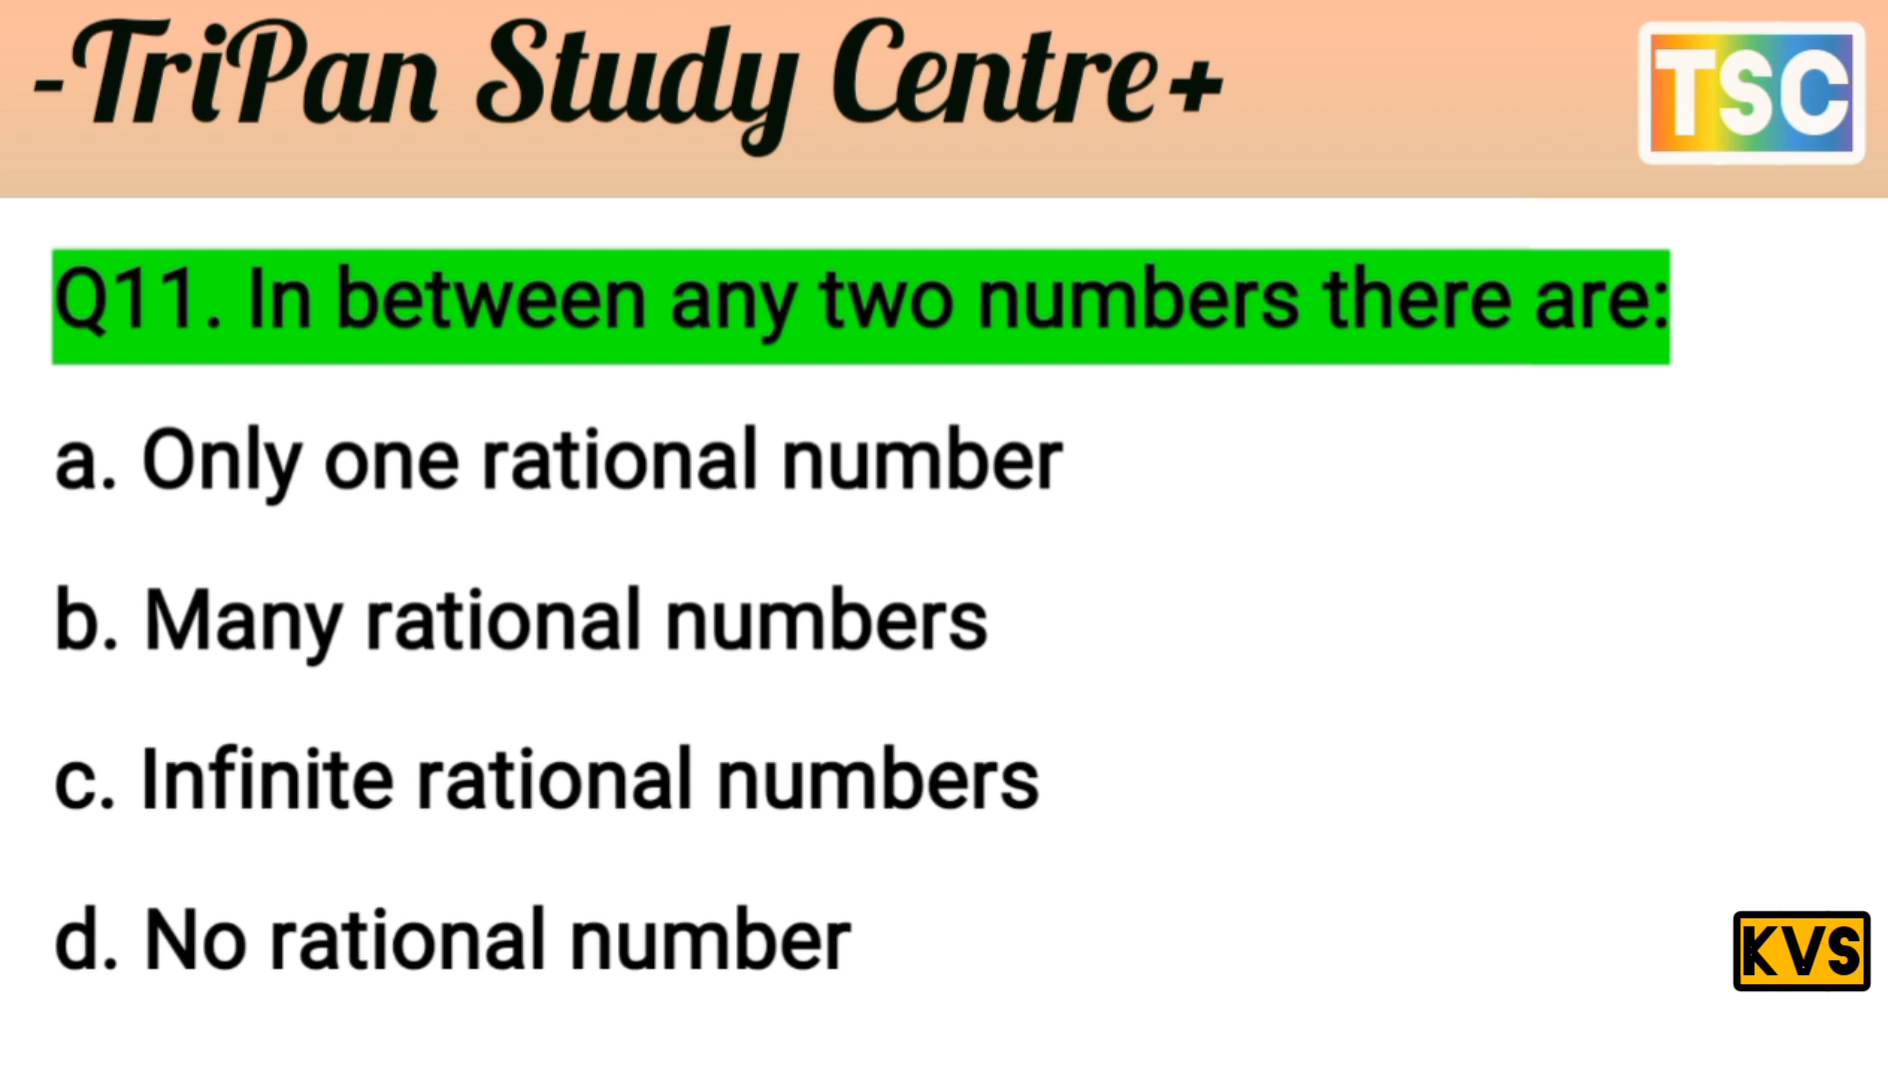 -TriPan Study Centre+
TSC
Q11. In between any two numbers there are:
a. Only one rational number
b. Many rational numbers
c. Infinite rational numbers
d. No rational number
KVS